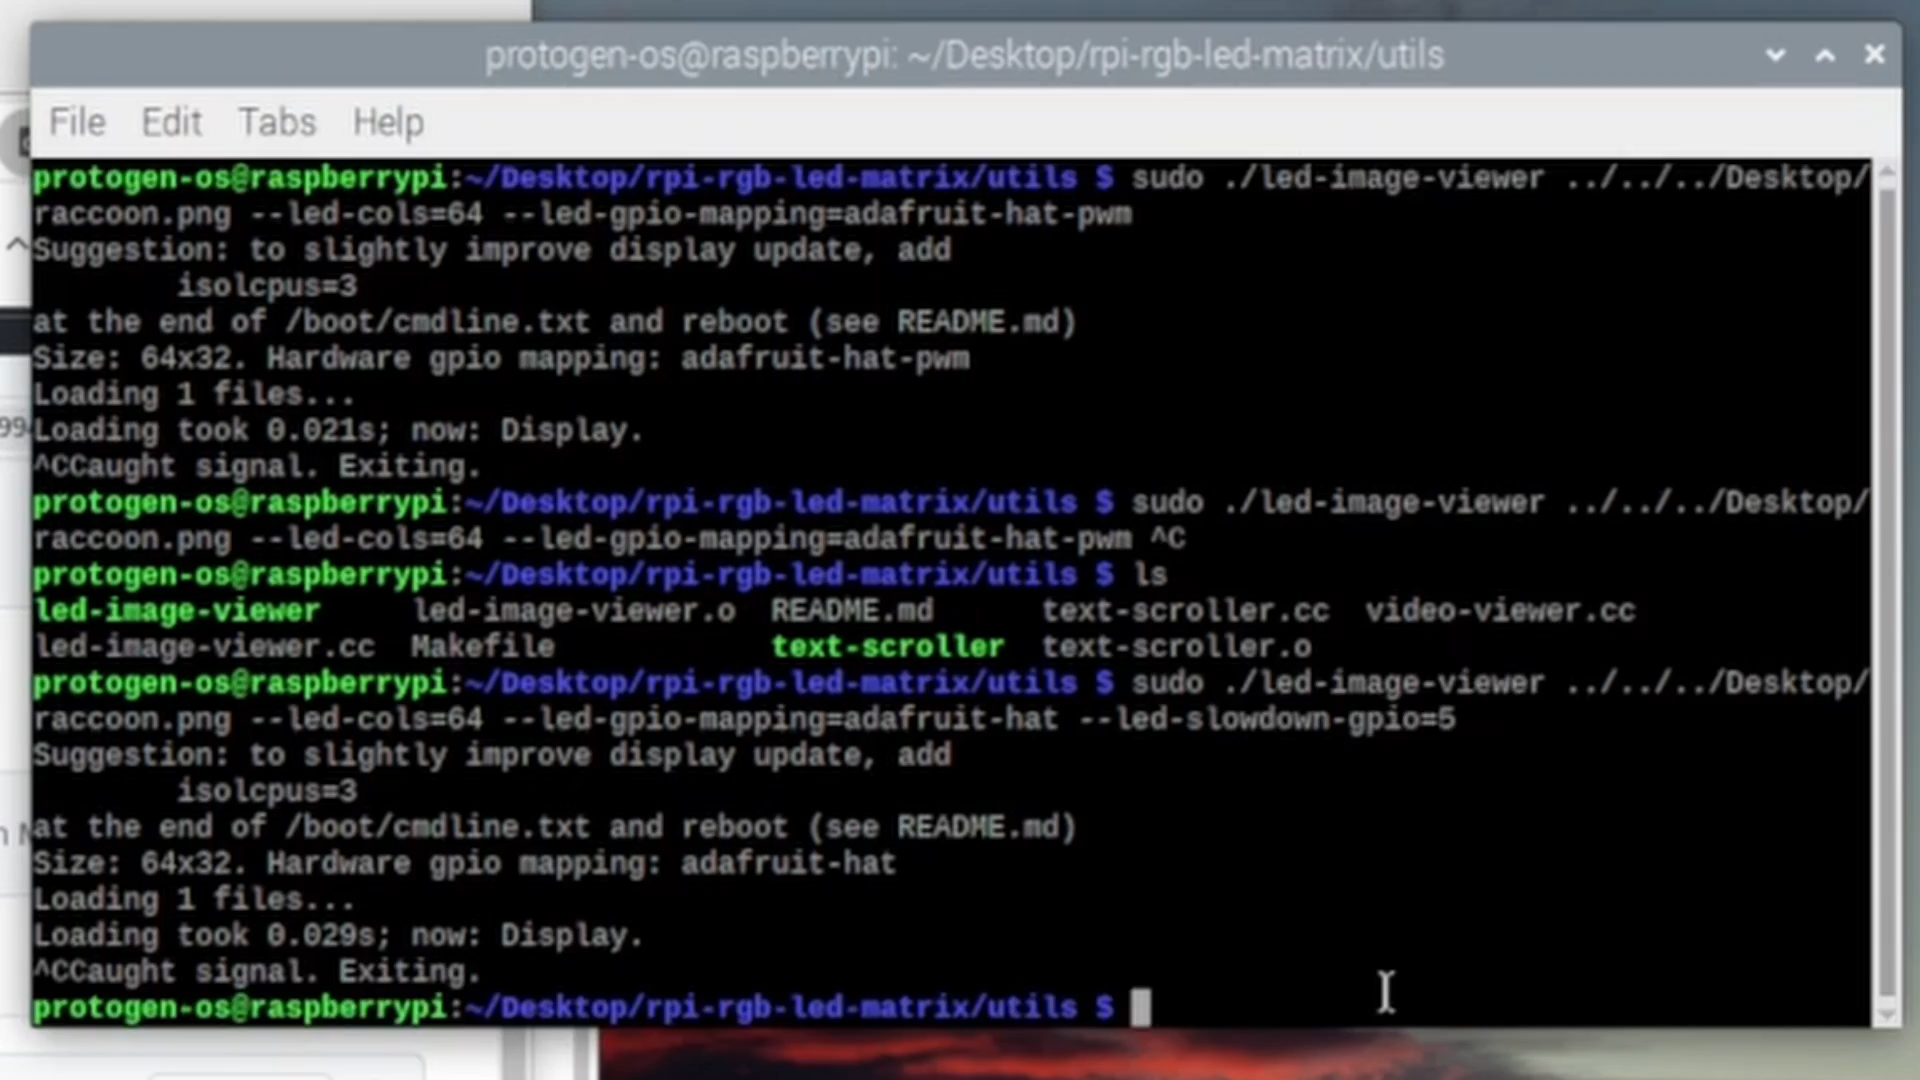 protogen-os@raspberrypi: ~/Desktop/rpi-rgb-led-matrix/utils
File Edit Tabs Help
protogen-os@raspberrypi:~/Desktop/rpi-rgb-led-matrix/utils $ sudo ./led-image-viewer ../../../Desktop/
raccoon.png --led-cols=64 --led-gpio-mapping=adafruit-hat-pwm
Suggestion: to slightly improve display update, add
isolcpus=3
at the end of /boot/cmdline.txt and reboot (see README.md)
Size: 64x32. Hardware gpio mapping: adafruit-hat-pwm
Loading 1 files...
Loading took 0.021s; now: Display.
^CCaught signal. Exiting.
protogen-os@raspberrypi:~/Desktop/rpi-rgb-led-matrix/utils $ sudo ./led-image-viewer ../../../Desktop/
raccoon.png --led-cols=64 --led-gpio-mapping=adafruit-hat-pwm ^C
protogen-os@raspberrypi:~/Desktop/rpi-rgb-led-matrix/utils $ ls
led-image-viewer led-image-viewer.o README.md text-scroller.cc video-viewer.cc
led-image-viewer.cc Makefile text-scroller text-scroller.o
protogen-os@raspberrypi:~/Desktop/rpi-rgb-led-matrix/utils $ sudo ./led-image-viewer ../../../Desktop/
raccoon.png --led-cols=64 --led-gpio-mapping=adafruit-hat --led-slowdown-gpio=5
Suggestion: to slightly improve display update, add
isolcpus=3
at the end of /boot/cmdline.txt and reboot (see README.md)
Size: 64x32. Hardware gpio mapping: adafruit-hat
Loading 1 files...
Loading took 0.029s; now: Display.
^CCaught signal. Exiting.
protogen-os@raspberrypi:~/Desktop/rpi-rgb-led-matrix/utils $